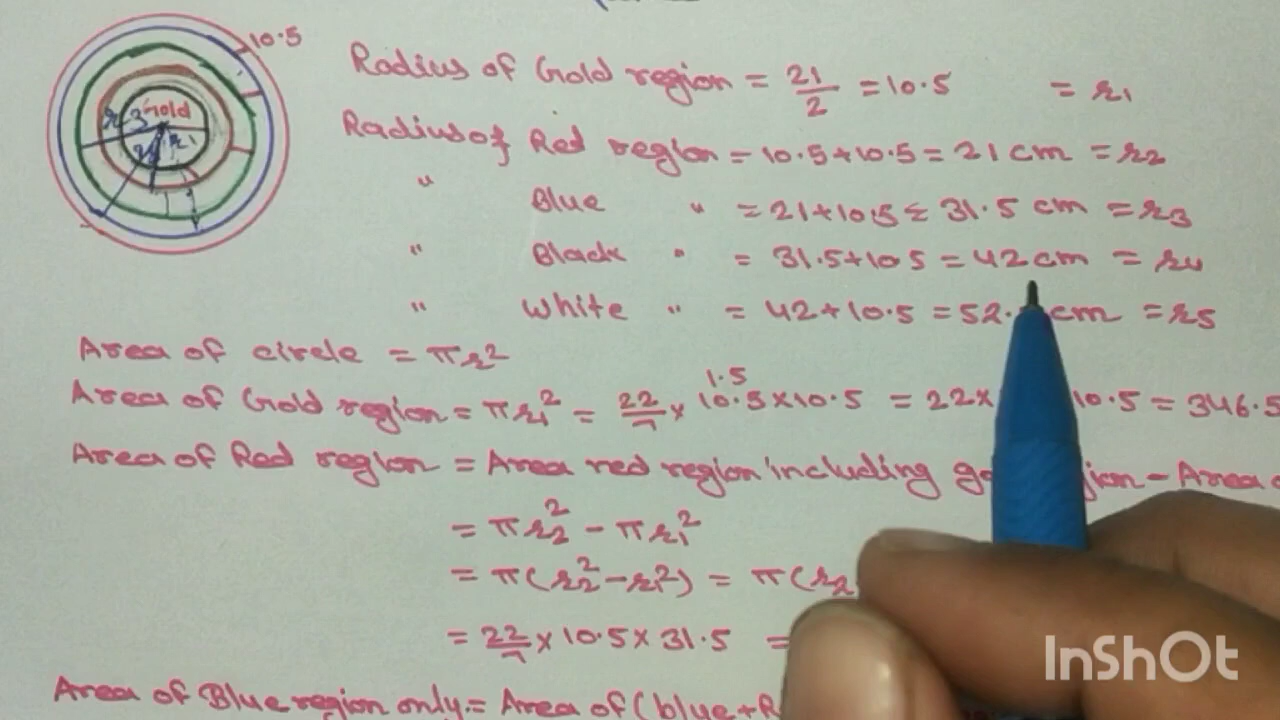 10.5
Gold
r3
r1
Radius of Gold region = 21/2 = 10.5 = r1
Radius of Red region = 10.5+10.5 = 21 cm = r2
" Blue " = 21+10.5 = 31.5 cm = r3
" Black " = 31.5+105 = 42 cm = r4
" White " = 42+10.5 = 52. cm = r5
Area of circle = πr²
1.5
Area of Gold region = πr1² = 22/7 × 10.5×10.5 = 22× 10.5 = 346.5
Area of Red region = Area red region including – Area
= πr2² – πr1²
= π(r2²–r1²) = π(r2
= 22/7 × 10.5 × 31.5 =
Area of Blue region only = Area of (blue+R
InShOt